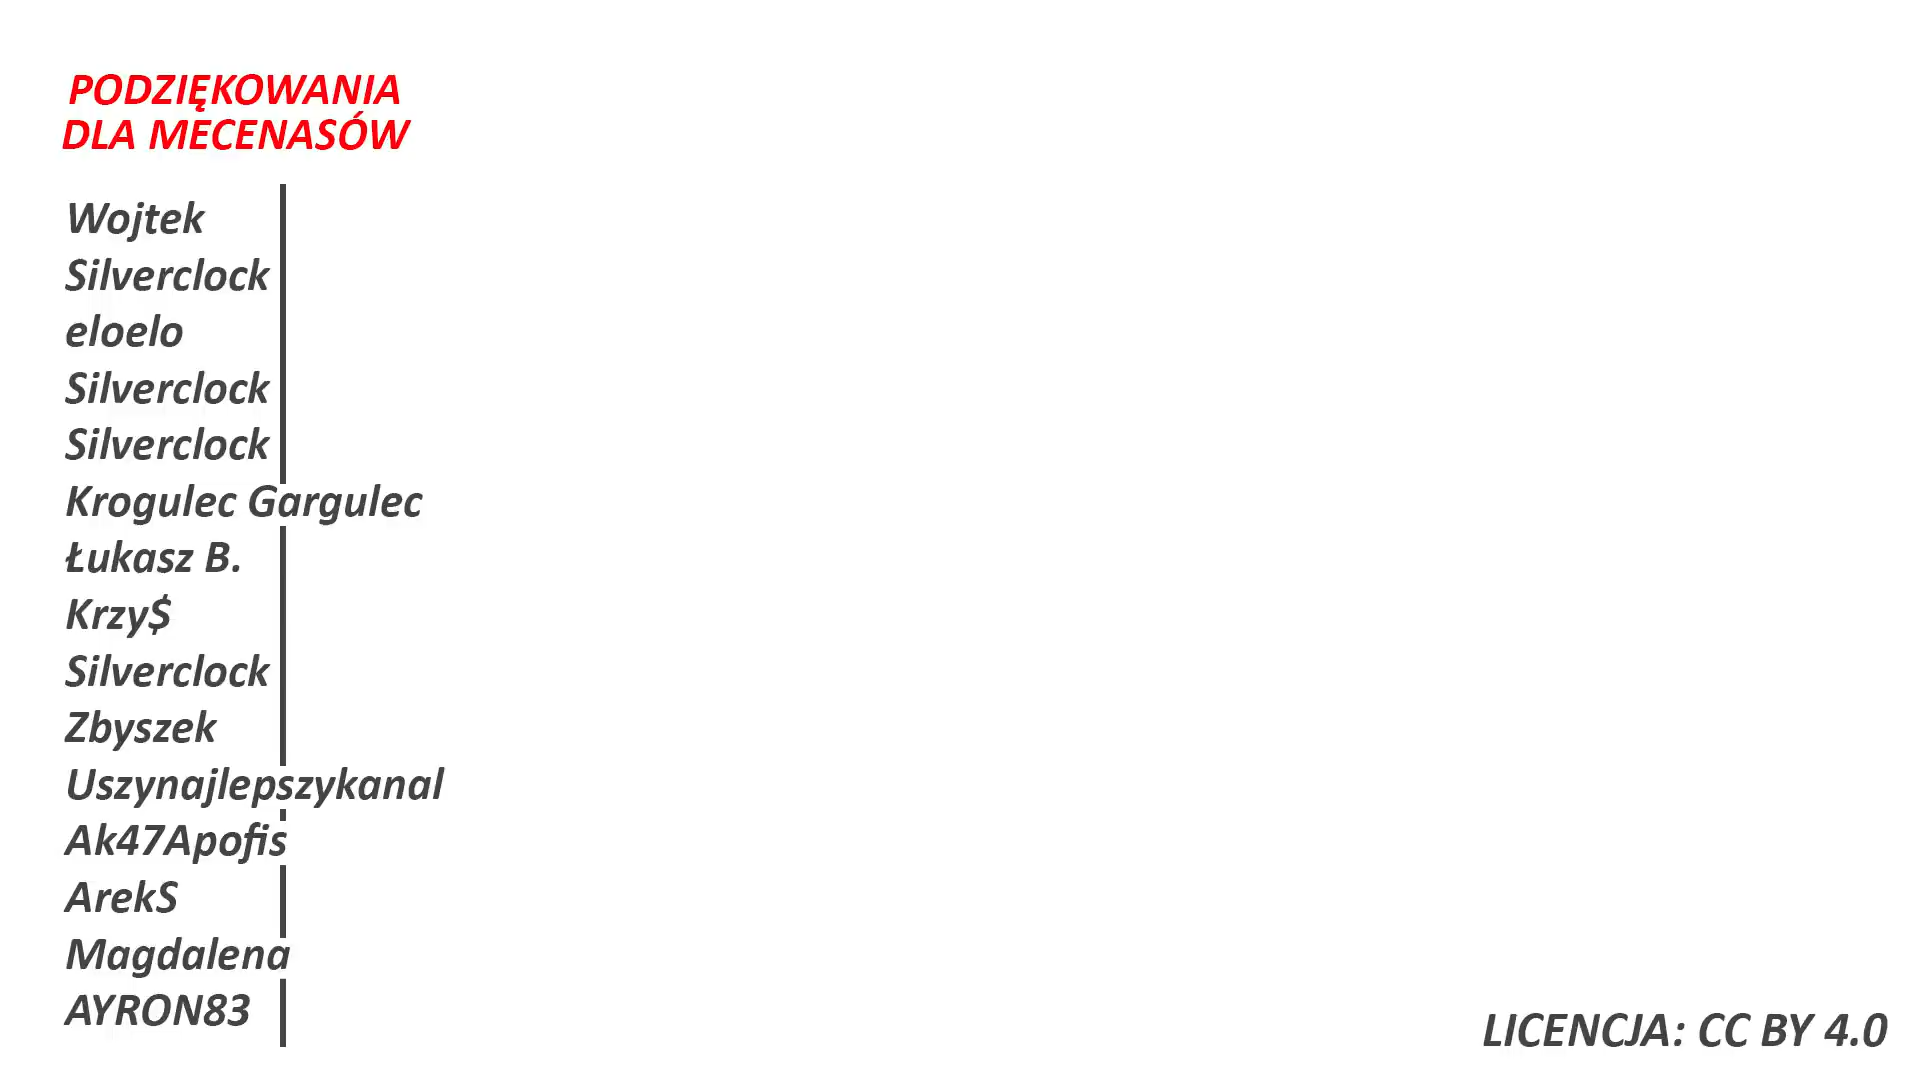 PODZIĘKOWANIA
DLA MECENASÓW
Wojtek
Silverclock
eloelo
Silverclock
Silverclock
Krogulec Gargulec
Łukasz B.
Krzy$
Silverclock
Zbyszek
Uszynajlepszykanal
Ak47Apofis
ArekS
Magdalena
AYRON83
LICENCJA: CC BY 4.0